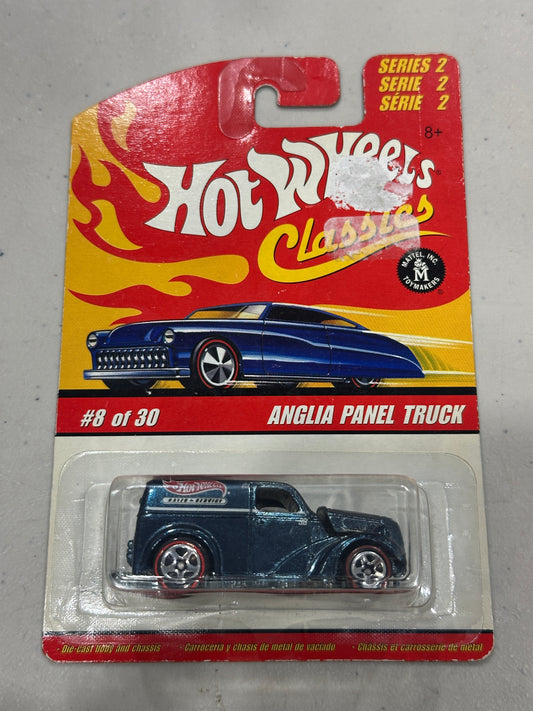 SERIES 2
SERIE 2
SÉRIE 2
8+
HOT WHEELS
Classics
MATTEL, INC.
M
TOYMAKERS
#8 of 30
ANGLIA PANEL TRUCK
Hot Wheels
•Die-cast body and chassis
•Carrocería y chasis de metal de vaciado
•Chassis et carrosserie de métal